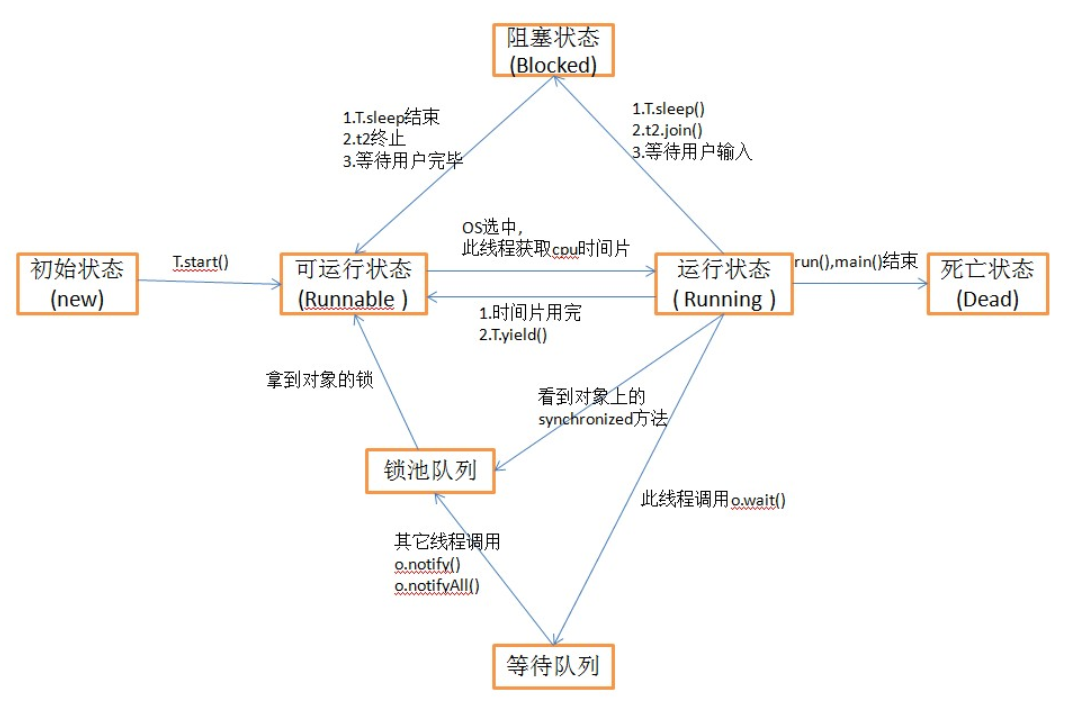 阻塞状态
(Blocked)
1.T.sleep结束
2.t2终止
3.等待用户完毕
1.T.sleep()
2.t2.join()
3.等待用户输入
初始状态
(new)
T.start()
可运行状态
(Runnable )
OS选中,
此线程获取cpu时间片
1.时间片用完
2.T.yield()
运行状态
( Running )
run(),main()结束
死亡状态
(Dead)
拿到对象的锁
看到对象上的
synchronized方法
锁池队列
此线程调用o.wait()
其它线程调用
o.notify()
o.notifyAll()
等待队列